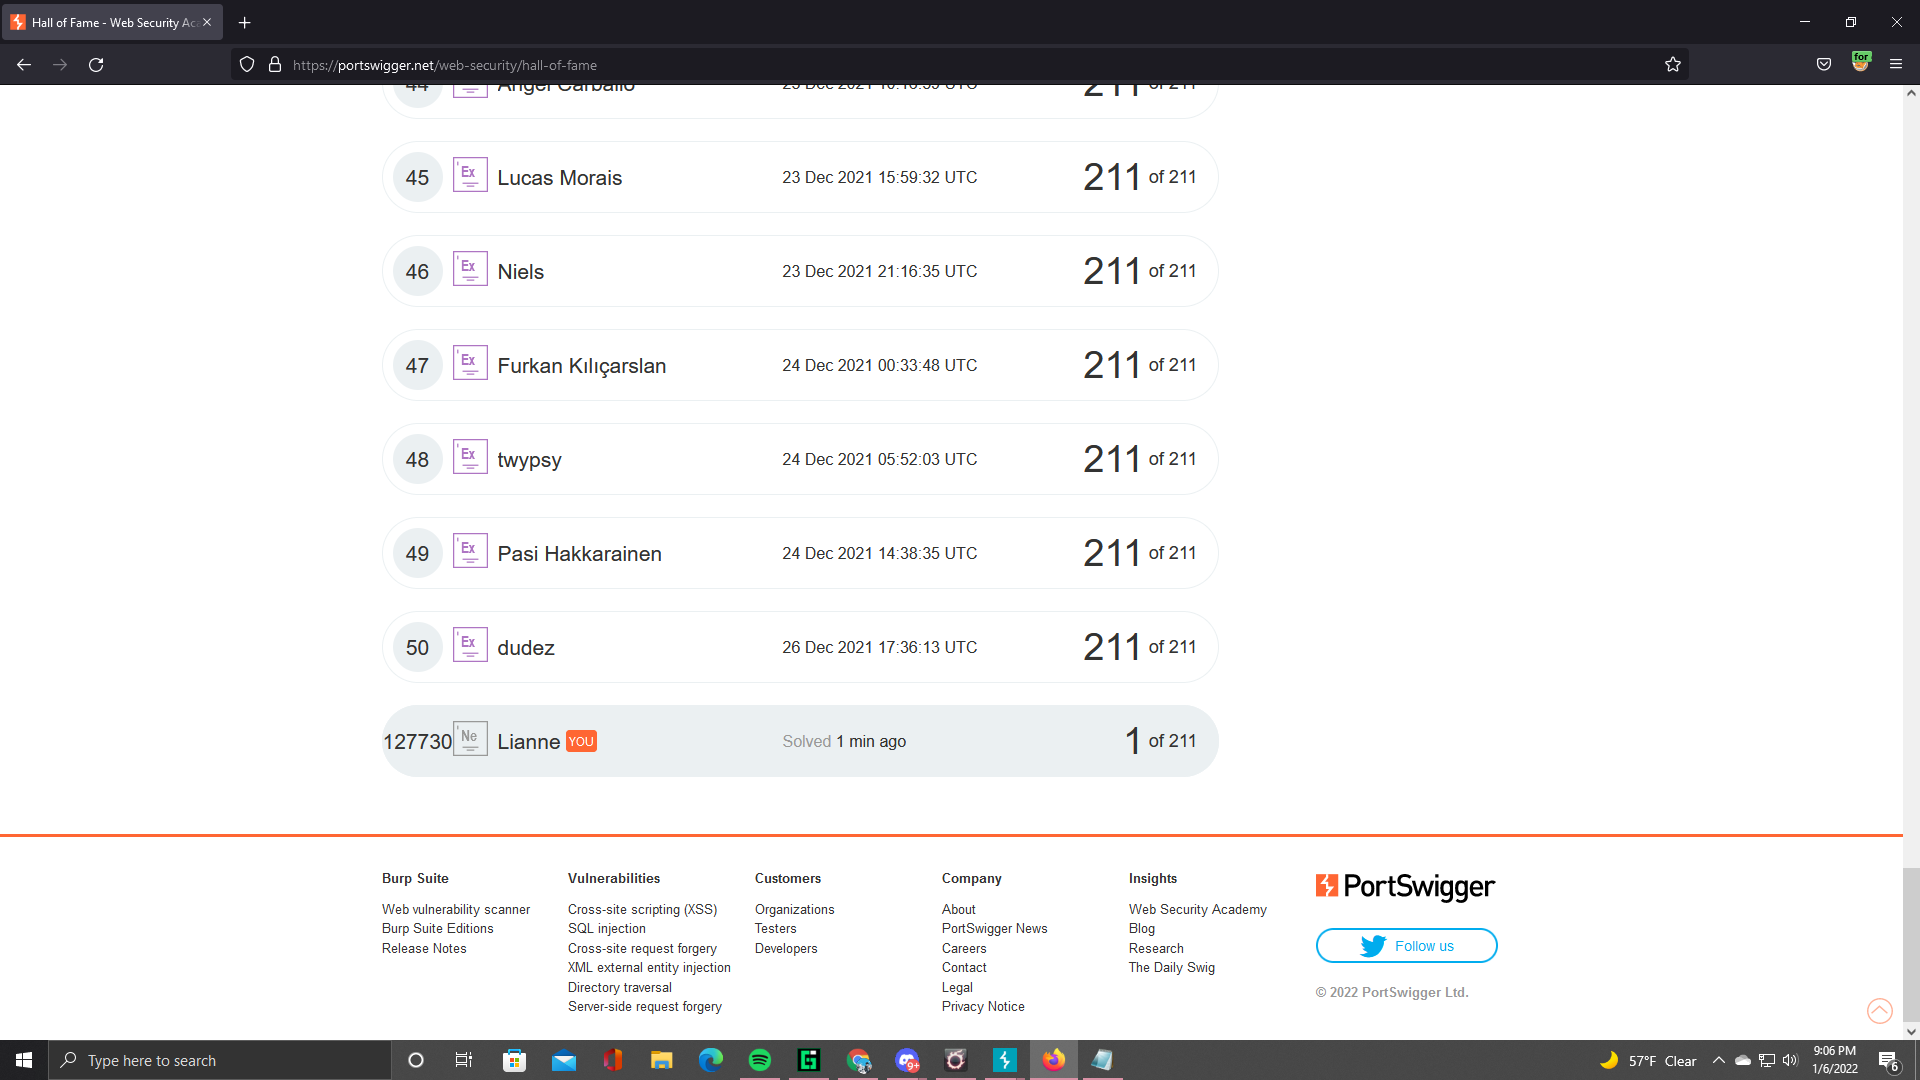 Hall of Fame - Web Security Ac
https://portswigger.net/web-security/hall-of-fame
for
44 Angel Carballo 211 of 211
45 Ex Lucas Morais 23 Dec 2021 15:59:32 UTC 211 of 211
46 Ex Niels 23 Dec 2021 21:16:35 UTC 211 of 211
47 Ex Furkan Kılıçarslan 24 Dec 2021 00:33:48 UTC 211 of 211
48 Ex twypsy 24 Dec 2021 05:52:03 UTC 211 of 211
49 Ex Pasi Hakkarainen 24 Dec 2021 14:38:35 UTC 211 of 211
50 Ex dudez 26 Dec 2021 17:36:13 UTC 211 of 211
127730 Ne Lianne YOU Solved 1 min ago 1 of 211
Burp Suite
Web vulnerability scanner
Burp Suite Editions
Release Notes
Vulnerabilities
Cross-site scripting (XSS)
SQL injection
Cross-site request forgery
XML external entity injection
Directory traversal
Server-side request forgery
Customers
Organizations
Testers
Developers
Company
About
PortSwigger News
Careers
Contact
Legal
Privacy Notice
Insights
Web Security Academy
Blog
Research
The Daily Swig
PortSwigger
Follow us
© 2022 PortSwigger Ltd.
Type here to search
9+
57°F Clear
9:06 PM
1/6/2022
6